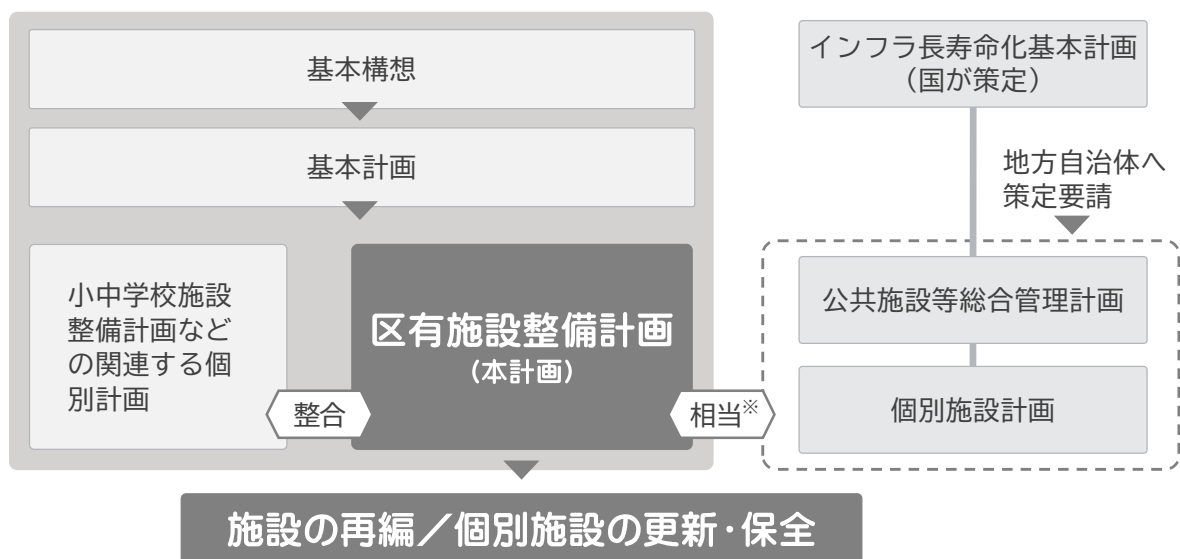 基本構想
基本計画
小中学校施設
整備計画など
の関連する個
別計画
整合
区有施設整備計画
（本計画）
相当※
インフラ長寿命化基本計画
（国が策定）
地方自治体へ
策定要請
公共施設等総合管理計画
個別施設計画
施設の再編／個別施設の更新・保全